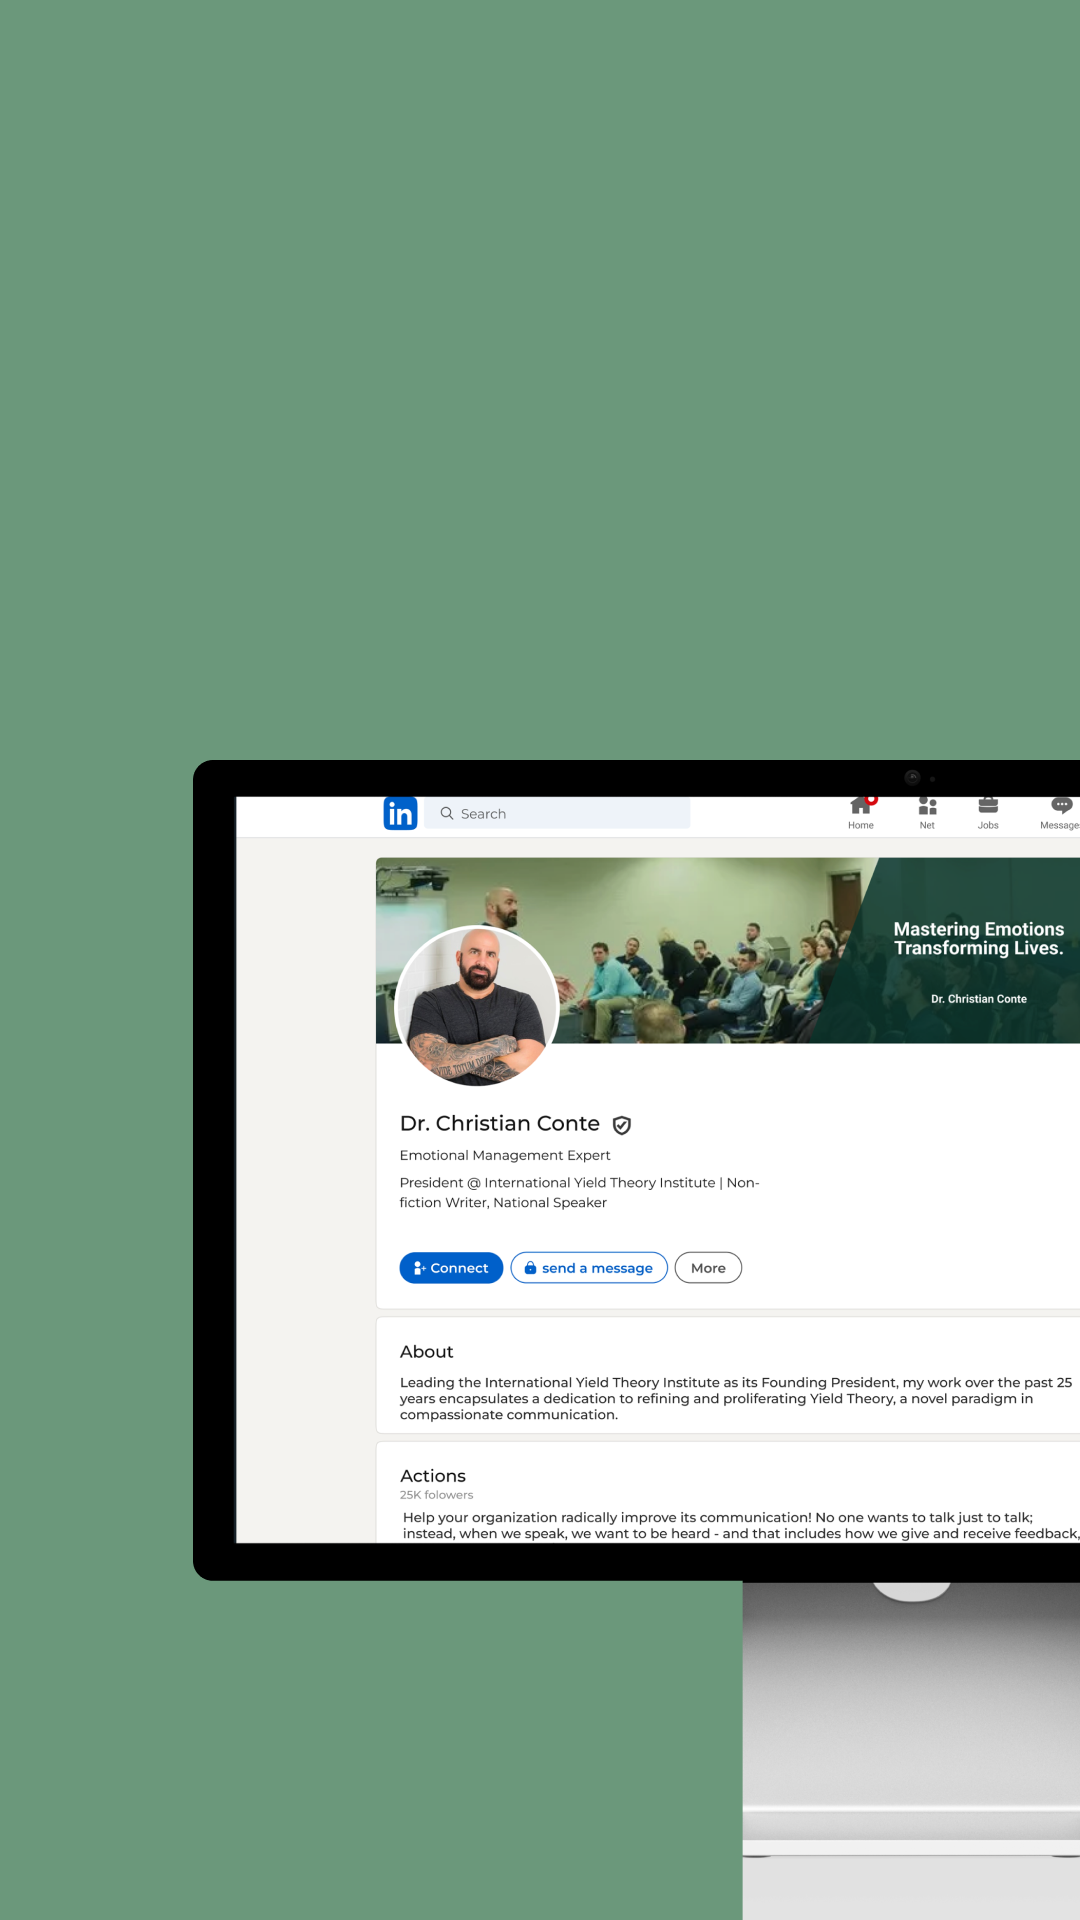 in
Search
Home
Net
Jobs
Messages
Mastering Emotions
Transforming Lives.
Dr. Christian Conte
Dr. Christian Conte
Emotional Management Expert
President @ International Yield Theory Institute | Non-
fiction Writer, National Speaker
Connect
send a message
More
About
Leading the International Yield Theory Institute as its Founding President, my work over the past 25
years encapsulates a dedication to refining and proliferating Yield Theory, a novel paradigm in
compassionate communication.
Actions
25K folowers
Help your organization radically improve its communication! No one wants to talk just to talk;
instead, when we speak, we want to be heard - and that includes how we give and receive feedback,